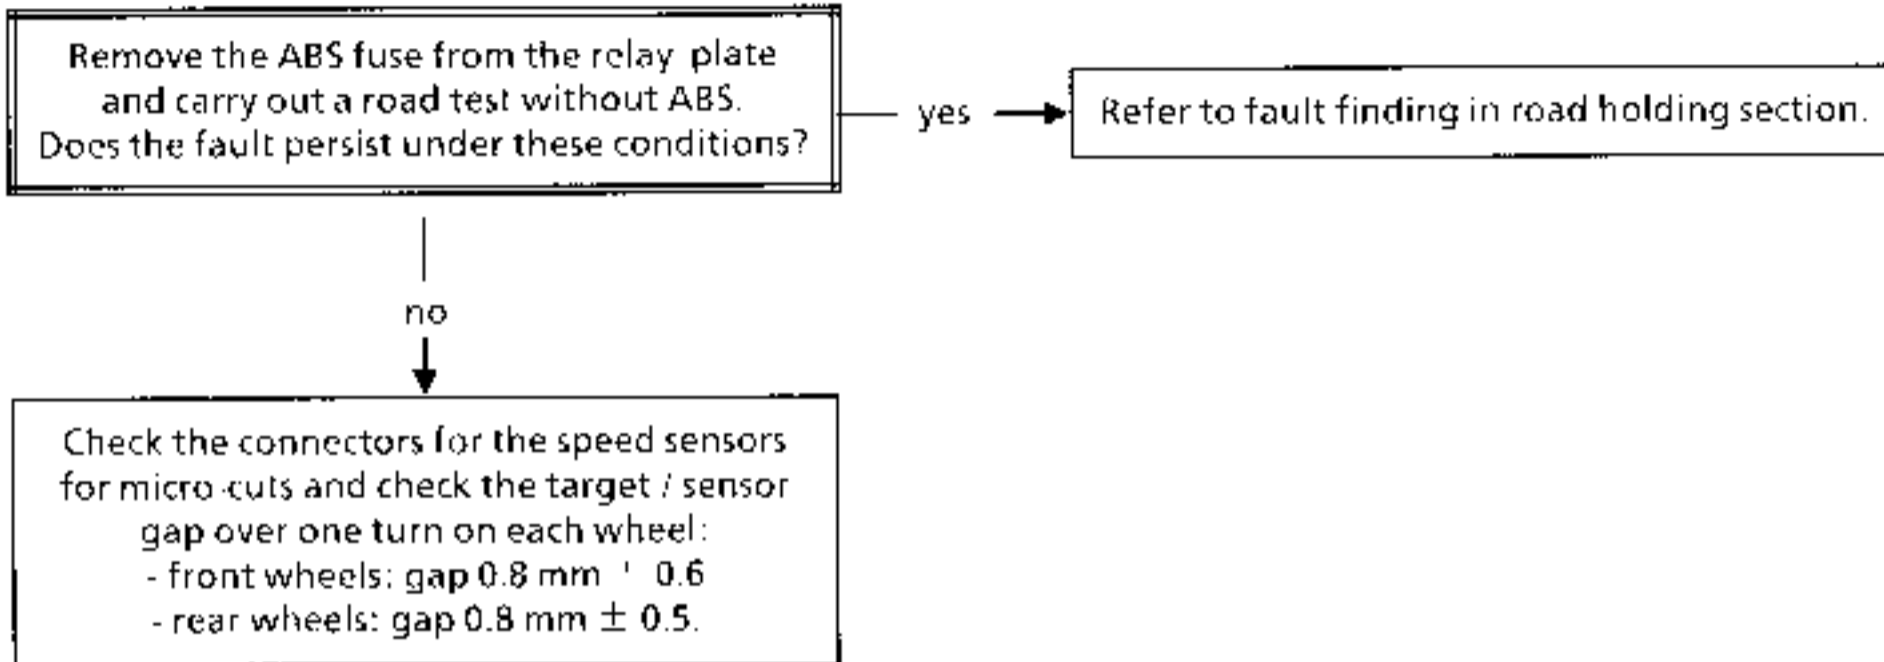 Remove the ABS fuse from the relay plate
and carry out a road test without ABS.
Does the fault persist under these conditions?
yes
Refer to fault finding in road holding section.
no
Check the connectors for the speed sensors
for micro-cuts and check the target / sensor
gap over one turn on each wheel:
- front wheels: gap 0.8 mm 0.6
- rear wheels: gap 0.8 mm ± 0.5.